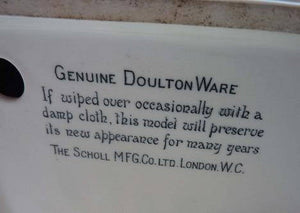 GENUINE DOULTON WARE
If wiped over occasionally with a
damp cloth, this model will preserve
its new appearance for many years
THE SCHOLL MFG. CO. LTD. LONDON. W.C.